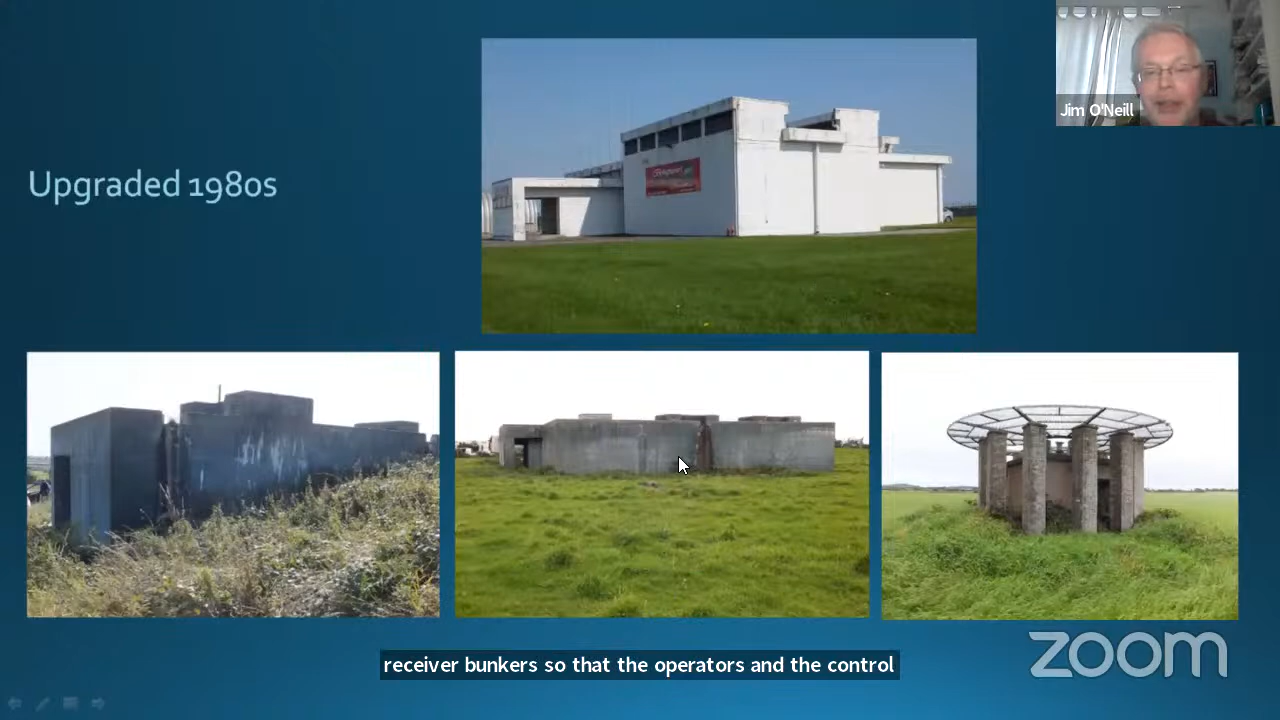 Jim O'Neill
Upgraded 1980s
receiver bunkers so that the operators and the control
zoom